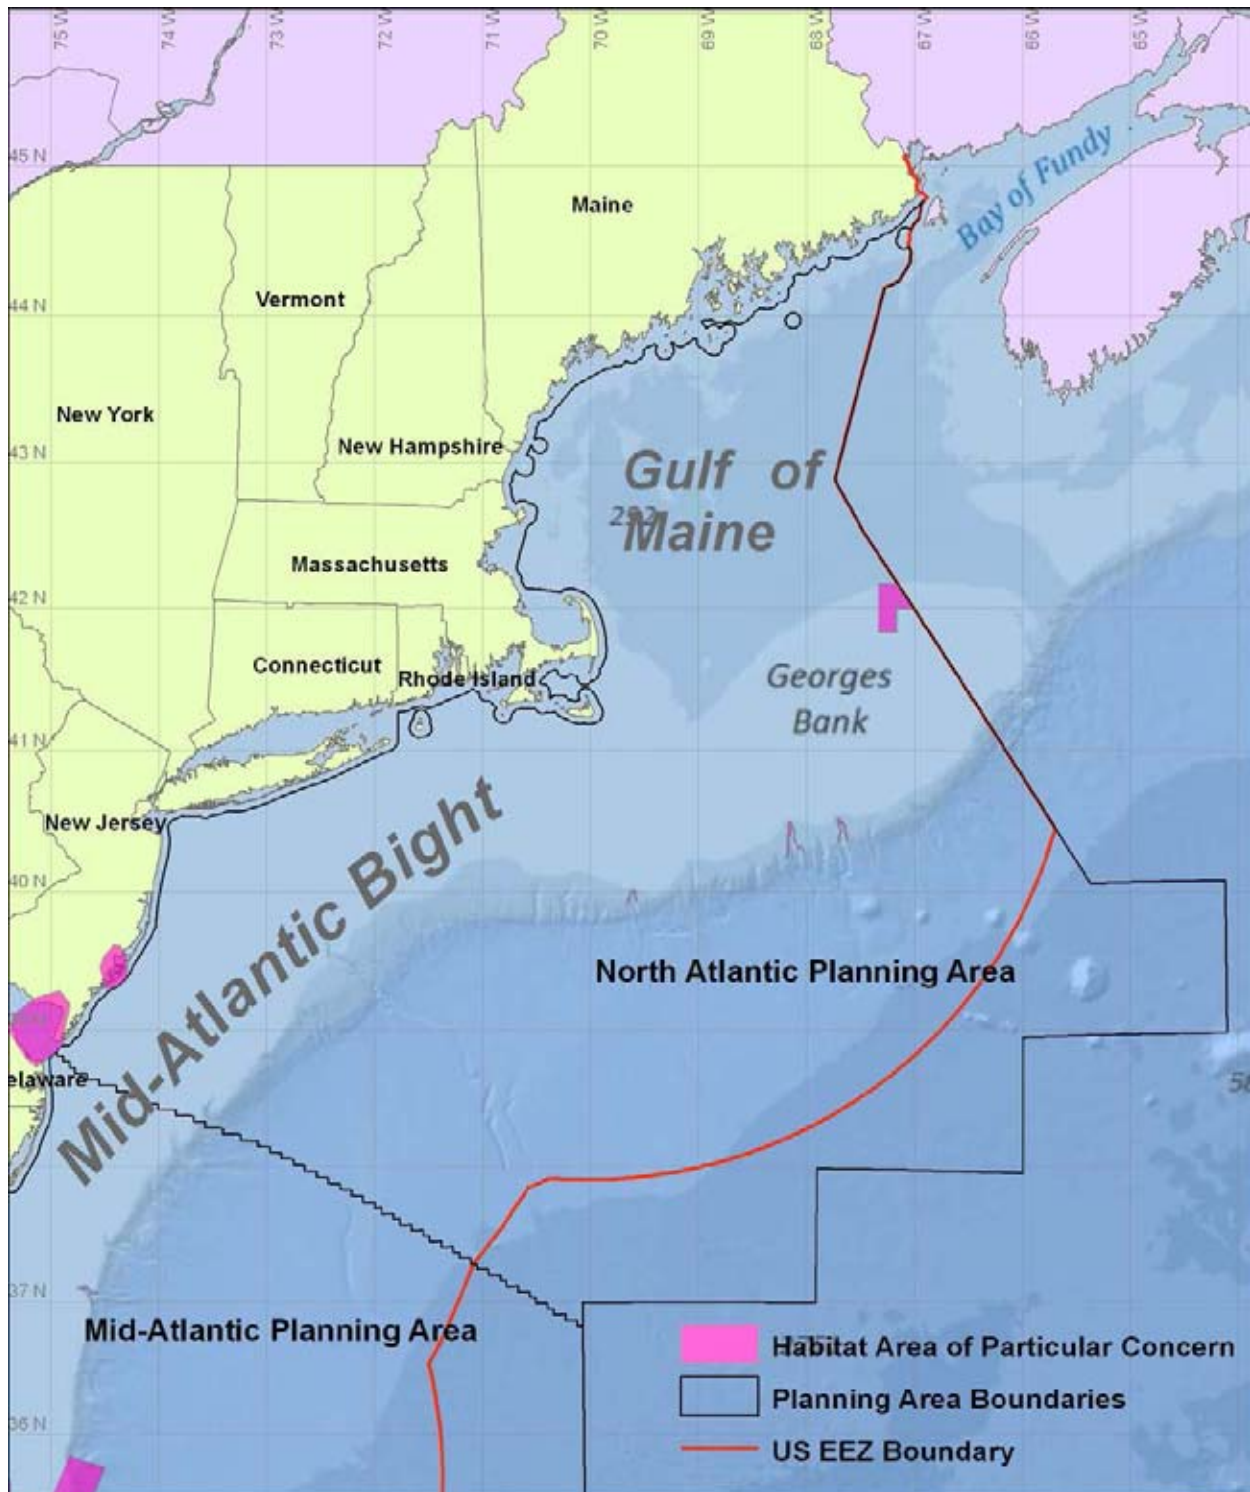 75 W
74 W
73 W
72 W
71 W
70 W
69 W
68 W
67 W
66 W
65 W
45 N
Bay of Fundy
Maine
Vermont
44 N
New York
New Hampshire
43 N
Gulf of
Maine
292
Massachusetts
42 N
Connecticut
Rhode Island
Georges
Bank
41 N
New Jersey
Mid-Atlantic Bight
40 N
North Atlantic Planning Area
elaware
37 N
Mid-Atlantic Planning Area
Habitat Area of Particular Concern
Planning Area Boundaries
36 N
US EEZ Boundary